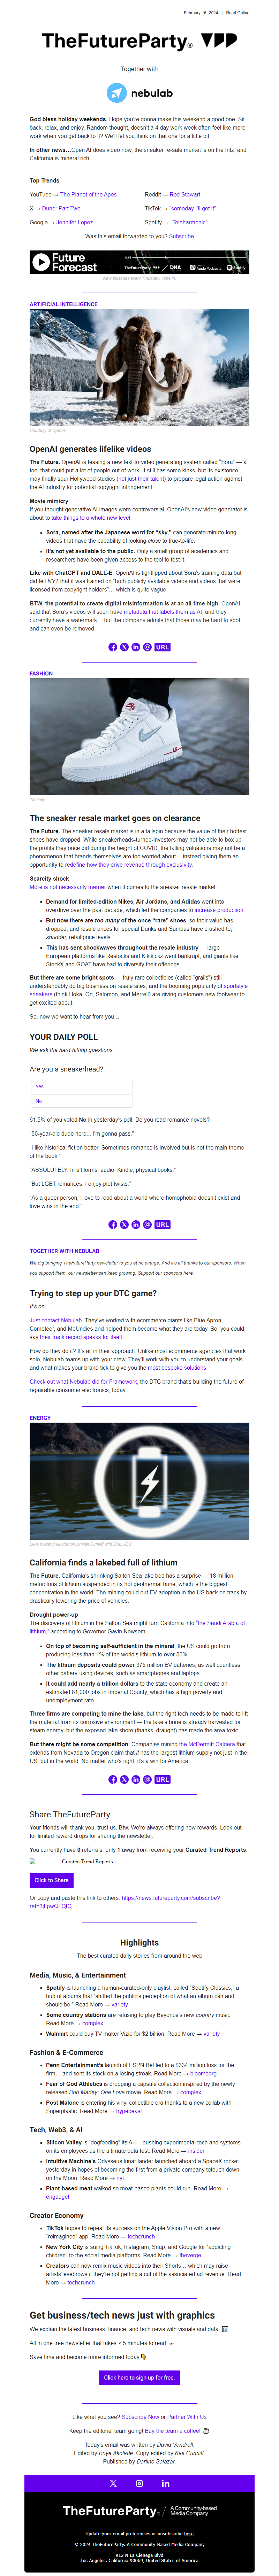 February 16, 2024 | Read Online
TheFutureParty® VIP
Together with
nebulab
God bless holiday weekends. Hope you're gonna make it a good one. Sit
back, relax, and enjoy. Random thought, doesn't a 4 day work week often feel like more
work when you get back to it? We'll let you think on that one for a little bit.
In other news…Open AI does video now, the sneaker re-sale market is on the fritz, and
California is mineral rich.
Top Trends
YouTube → The Planet of the Apes
Reddit → Rod Stewart
X → Dune: Part Two
TikTok → "someday I'll get it"
Google → Jennifer Lopez
Spotify → "Teleharmonic"
Was this email forwarded to you? Subscribe
Future
Forecast
ARTIFICIAL INTELLIGENCE
Courtesy of OpenAI
OpenAI generates lifelike videos
The Future. OpenAI is teasing a new text-to-video generating system called "Sora" — a
tool that could put a lot of people out of work. It still has some kinks, but its existence may
finally spur Hollywood studios (not just their talent) to prepare to take legal action against
the AI industry for potential copyright infringement.
Movie mimicry
If you thought generative AI images were controversial, OpenAI's new video generator is
about to take things to a whole new level.
• Sora, named after the Japanese word for "sky," can generate minute-long
videos that have the capability of looking close to true-to-life.
• It's not yet available to the public. Only a small group of academics and
researchers have been given access to the tool to test it.
Like with ChatGPT and DALL-E, OpenAI is tightlipped about Sora's training data but
did tell NYT that it was trained on "both publicly available videos and videos that were
licensed from copyright holders"… which is quite vague.
BTW, the potential to create digital misinformation is extremely high. OpenAI
said that Sora's videos will soon have metadata that labels them as AI, and they
currently have a watermark… but the company admits that those may be hard to spot
and can even be removed.
URL
FASHION
The sneaker resale market goes on clearance
The Future. The sneaker resale market is in a tailspin because the value of their hottest
shoes have dropped. While sneakerheads-turned-investors may not be able to cop the
payday they once did during the height of COVID, the falling values may not be bad
news for brands that the phenomenon was too centered about… instead giving them an
opportunity to redefine how they drive revenue through exclusivity.
Scarcity shock
More is not necessarily merrier when it comes to the sneaker resale market.
• Demand for limited-edition Nikes, Air Jordans, and Adidas went into
overdrive over the past decade, which led the companies to increase production.
• But now there are too many of the once "rare" shoes, so their value has
dropped, and resale prices for usual Dunks and Sambas have started to,
shudder, retail price levels.
• This has sent shockwaves throughout the resale industry — large
European platforms like Restocks and Kikikickz went bankrupt, and giants like
StockX and GOAT have had to diversify their offerings.
But there are some bright spots — truly rare collectibles (called "grails") still
understandably do big business on resale sites, and the growing popularity of sportstyle
sneakers (think Hoka, On, Salomon, and Merrell) are giving customers new footwear to
get excited about.
So, now we want to hear from you…
YOUR DAILY POLL
We ask the hard-hitting questions.
Are you a sneakerhead?
Yes
No
61.5% of you voted No in yesterday's poll: Do you read romance novels?
"50-year-old dude here... I'm gonna pass."
"I like historical fiction better. Sometimes romance is involved but is not the main theme
of the book."
"ABSOLUTELY. In all forms: audio, Kindle, physical books."
"But LGBT romances. I enjoy plot twists."
"As a queer person, I love to read about a world where homophobia doesn't exist and
love wins in the end."
URL
TOGETHER WITH NEBULAB
We dig bringing TheFutureParty newsletter to you at no charge. And it's all thanks to our sponsors. When
you support them, our newsletter can keep growing. Support our sponsors here.
Trying to step up your DTC game?
It's on.
Just contact Nebulab. They've worked with ecommerce giants like Blue Apron,
Cometeer, and MeUndies and helped them become what they are today. So, you could
say their track record speaks for itself.
How do they do it? It's all in their approach. Unlike most ecommerce agencies that work
solo, Nebulab teams up with your crew. They'll work with you to understand your goals
and what makes your brand tick to give you the most bespoke solutions.
Check out what Nebulab did for Framework, the DTC brand that's building the future of
repairable consumer electronics, today.
ENERGY
California finds a lakebed full of lithium
The Future. California's shrinking Salton Lake bed has a surprise — 18 million
metric tons of lithium suspended in its hot geothermal brine, which is the biggest
concentration in the world. The mining potential could put EV adoption in the US back on track by
drastically lowering the price of vehicles.
Drought power-up
The discovery of lithium in the Salton Sea might turn California into "the Saudi Arabia of
lithium," according to Governor Gavin Newsom.
• On top of becoming self-sufficient in the mineral, the US could go from
producing less than 1% of the world's lithium to over 50%.
• The lithium deposits could power 375 million EV batteries, as well countless
other battery-using devices, such as smartphones and laptops.
• It could add nearly a trillion dollars to the state economy and create an
estimated 81,000 jobs in Imperial County, which has a high poverty and
unemployment rate.
Three firms are competing to mine the lake, but the right tech needs to be made to lift
the material from its corrosive environment — the lake's brine is already harvested for
steam energy, but the exposed lake shore (thanks, drought) has made the area toxic.
But there might be some competition. Companies mining the McDermitt Caldera that
extends from Nevada to Oregon claim that it has the largest lithium supply not just in the
US, but in the world. No matter who's right, it's a win for America.
URL
Share TheFutureParty
Your friends will thank you, trust us. Btw. We're always offering rewards. Look out
for limited reward drops for sharing the newsletter.
You currently have 0 referrals, only 1 away from receiving your Curated Trend Reports.
Curated Trend Reports
Click to Share
Or copy and paste this link to others: https://news.futureparty.com/subscribe?
ref=3jLpwQLQfQ
Highlights
The best curated daily stories from around the web
Media, Music, & Entertainment
• Spotify is launching a human-curated-only playlist, called "Spotify Classics," a
hub of albums that "shifted the public's perception of what an album can and
should be." Read More → variety
• Some country stations are refusing to play Beyoncé's new country music.
Read More → complex
• Walmart could buy TV maker Vizio for $2 billion. Read More → variety
Fashion & E-Commerce
• Penn Entertainment's launch of ESPN Bet led to a $334 million loss for the
firm… and sent its stock on a losing streak. Read More → bloomberg
• Fear of God Athletics is dropping a capsule collection inspired by the newly
released Bob Marley: One Love movie. Read More → complex
• Post Malone is entering his vinyl collectible era thanks to a new collab with
Superplastic. Read More → hypebeast
Tech, Web3, & AI
• Silicon Valley is "dogfooding" its AI — pushing experimental tech and systems
on its employees as the ultimate beta test. Read More → insider
• Intuitive Machine's Odysseus lunar lander launched aboard a SpaceX rocket
yesterday in hopes of becoming the first from a private company touch down
on the Moon. Read More → nyt
• Plant-based meat walked so meat-based plants could run. Read More →
engadget
Creator Economy
• TikTok hopes to repeat its success on the Apple Vision Pro with a new
"reimagined" app. Read More → techcrunch
• New York City is suing TikTok, Instagram, Snap, and Google for "addicting
children" to the social media platforms. Read More → theverge
• Creators can now remix music videos into their Shorts… which may raise
artists' eyebrows if they're not getting a cut of the associated ad revenue. Read
More → techcrunch
Get business/tech news just with graphics
We explain the latest business, finance, and tech news with visuals and data.
All in one free newsletter that takes < 5 minutes to read.
Save time and become more informed today
Click here to sign up for free.
Like what you see? Subscribe Now or Partner With Us
Keep the editorial team going! Buy the team a coffee!
Today's email was written by David Vendrell.
Edited by Boye Akolade. Copy edited by Kait Cunniff.
Published by Darline Salazar.
TheFutureParty® / A Community-based
Media Company
Update your email preferences or unsubscribe here
© 2024 TheFutureParty. A Community-Based Media Company
912 N La Cienega Blvd
Los Angeles, California 90069, United States of America